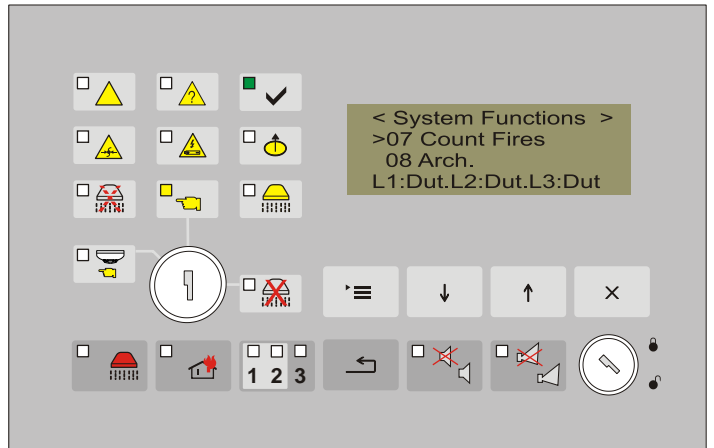 ?
< System Functions >
>07 Count Fires
08 Arch.
L1:Dut.L2:Dut.L3:Dut
1 2 3